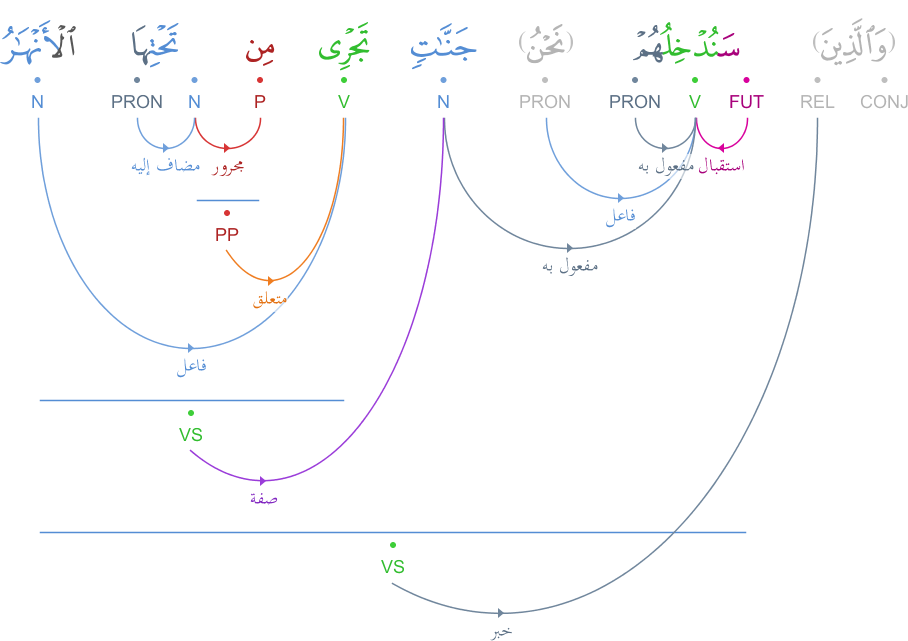 (وَٱلَّذِينَ) سَنُدْخِلُهُمْ (نَحْنُ) جَنَّـٰتٍ تَجْرِى مِن تَحْتِهَا ٱلْأَنْهَـٰرُ
CONJ REL FUT V PRON PRON N V P N PRON N
استقبال مفعول به مجرور مضاف إليه
فاعل
PP
مفعول به
متعلق
فاعل
VS
صفة
VS
خبر